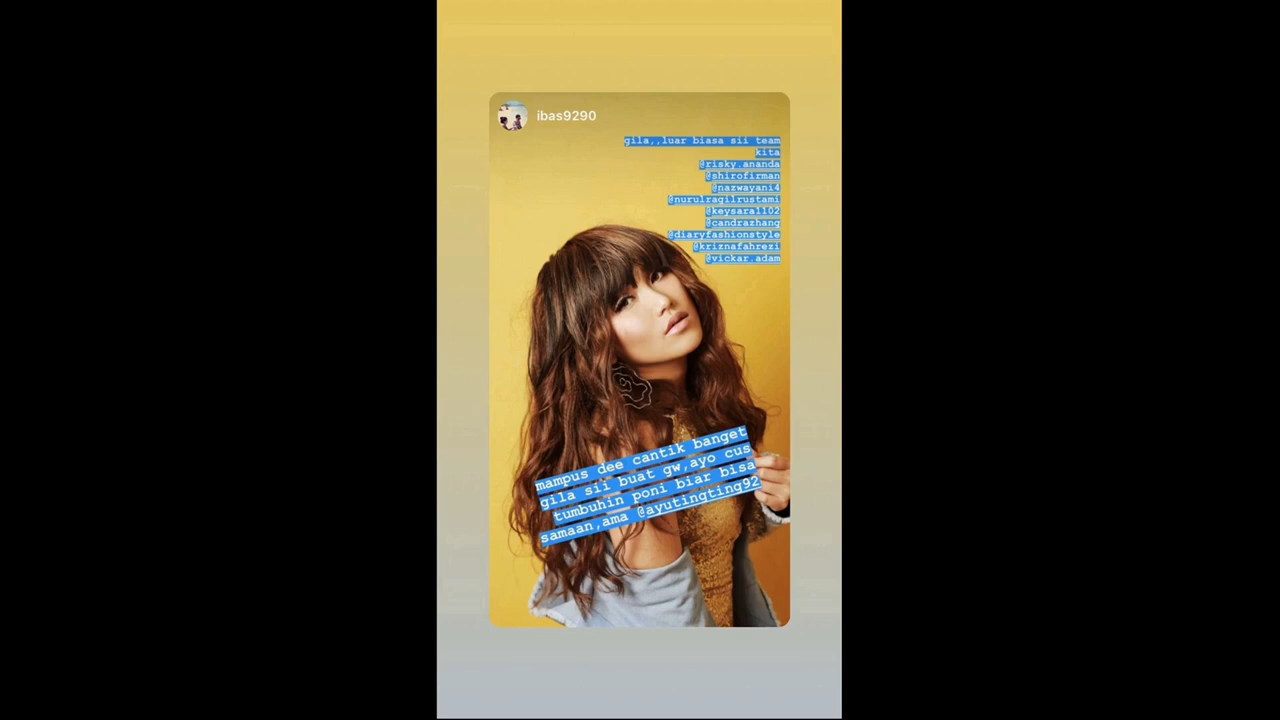 ibas9290
gila,,luar biasa sii team
kita
@risky.ananda
@shirofirman
@nazwayani4
@nurulragilrustami
@keysara1102
@candrazhang
@diaryfashionstyle
@kriznafahrezi
@vickar.adam
mampus dee cantik banget
gila sii buat gw,ayo cus
tumbuhin poni biar bisa
samaan,ama @ayutingting92